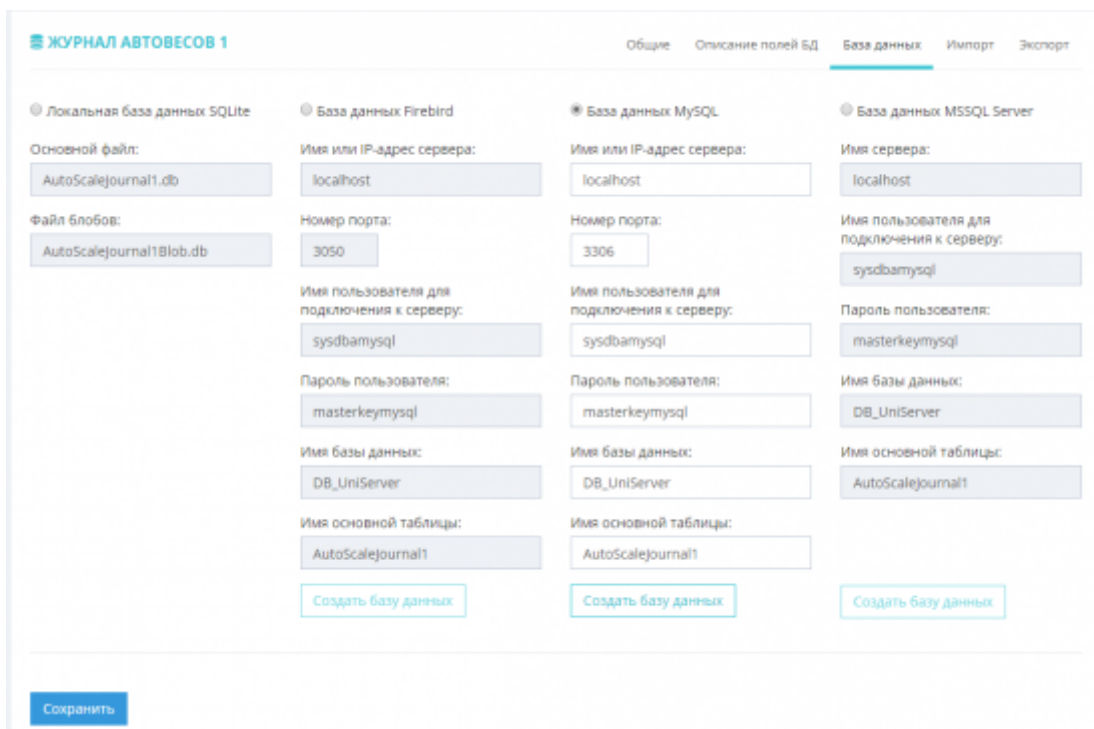 ЖУРНАЛ АВТОВЕСОВ 1
Общие Описание полей БД База данных Импорт Экспорт
Локальная база данных SQLite
Основной файл:
AutoScaleJournal1.db
Файл блобов:
AutoScaleJournal1Blob.db
База данных Firebird
Имя или IP-адрес сервера:
localhost
Номер порта:
3050
Имя пользователя для
подключения к серверу:
sysdbamysql
Пароль пользователя:
masterkeymysql
Имя базы данных:
DB_UniServer
Имя основной таблицы:
AutoScaleJournal1
Создать базу данных
База данных MySQL
Имя или IP-адрес сервера:
localhost
Номер порта:
3306
Имя пользователя для
подключения к серверу:
sysdbamysql
Пароль пользователя:
masterkeymysql
Имя базы данных:
DB_UniServer
Имя основной таблицы:
AutoScaleJournal1
Создать базу данных
База данных MSSQL Server
Имя сервера:
localhost
Имя пользователя для
подключения к серверу:
sysdbamysql
Пароль пользователя:
masterkeymysql
Имя базы данных:
DB_UniServer
Имя основной таблицы:
AutoScaleJournal1
Создать базу данных
Сохранить